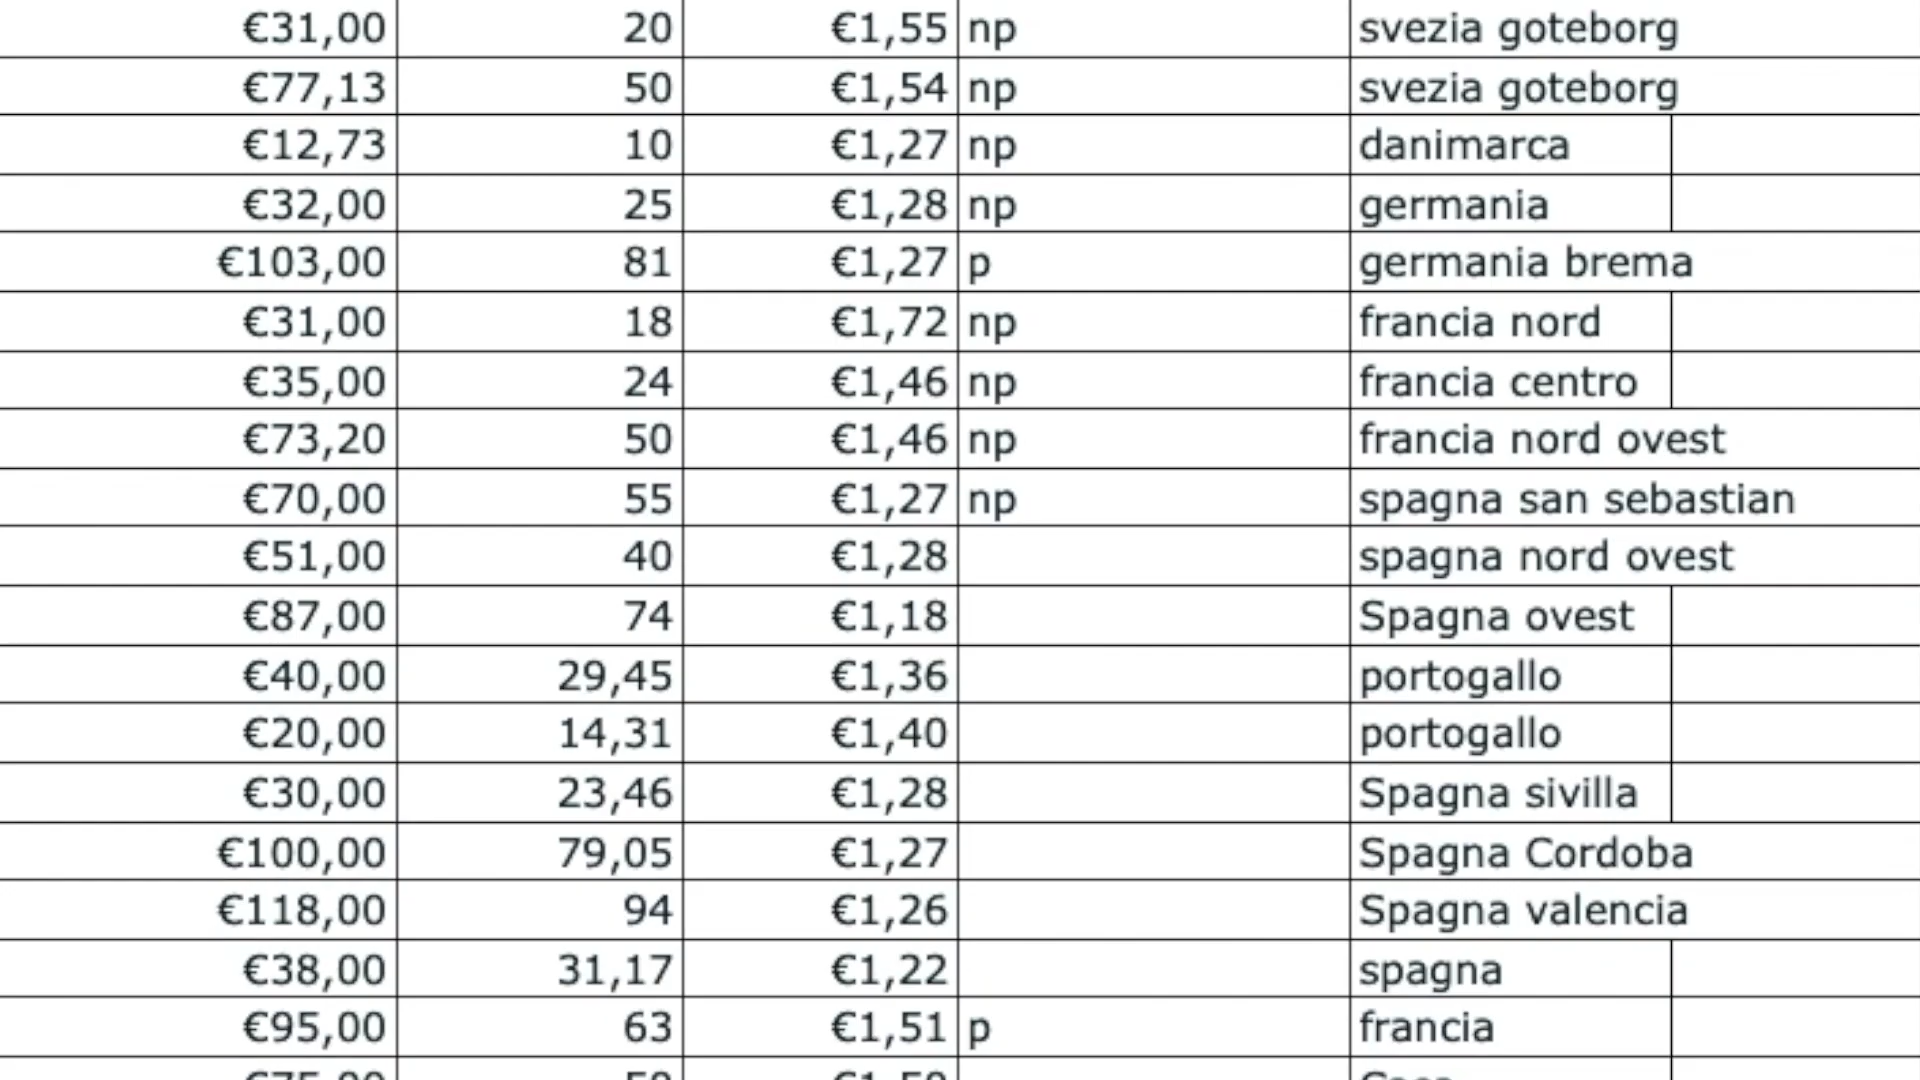 €31,00 20 €1,55 np svezia goteborg
€77,13 50 €1,54 np svezia goteborg
€12,73 10 €1,27 np danimarca
€32,00 25 €1,28 np germania
€103,00 81 €1,27 p germania brema
€31,00 18 €1,72 np francia nord
€35,00 24 €1,46 np francia centro
€73,20 50 €1,46 np francia nord ovest
€70,00 55 €1,27 np spagna san sebastian
€51,00 40 €1,28 spagna nord ovest
€87,00 74 €1,18 Spagna ovest
€40,00 29,45 €1,36 portogallo
€20,00 14,31 €1,40 portogallo
€30,00 23,46 €1,28 Spagna sivilla
€100,00 79,05 €1,27 Spagna Cordoba
€118,00 94 €1,26 Spagna valencia
€38,00 31,17 €1,22 spagna
€95,00 63 €1,51 p francia